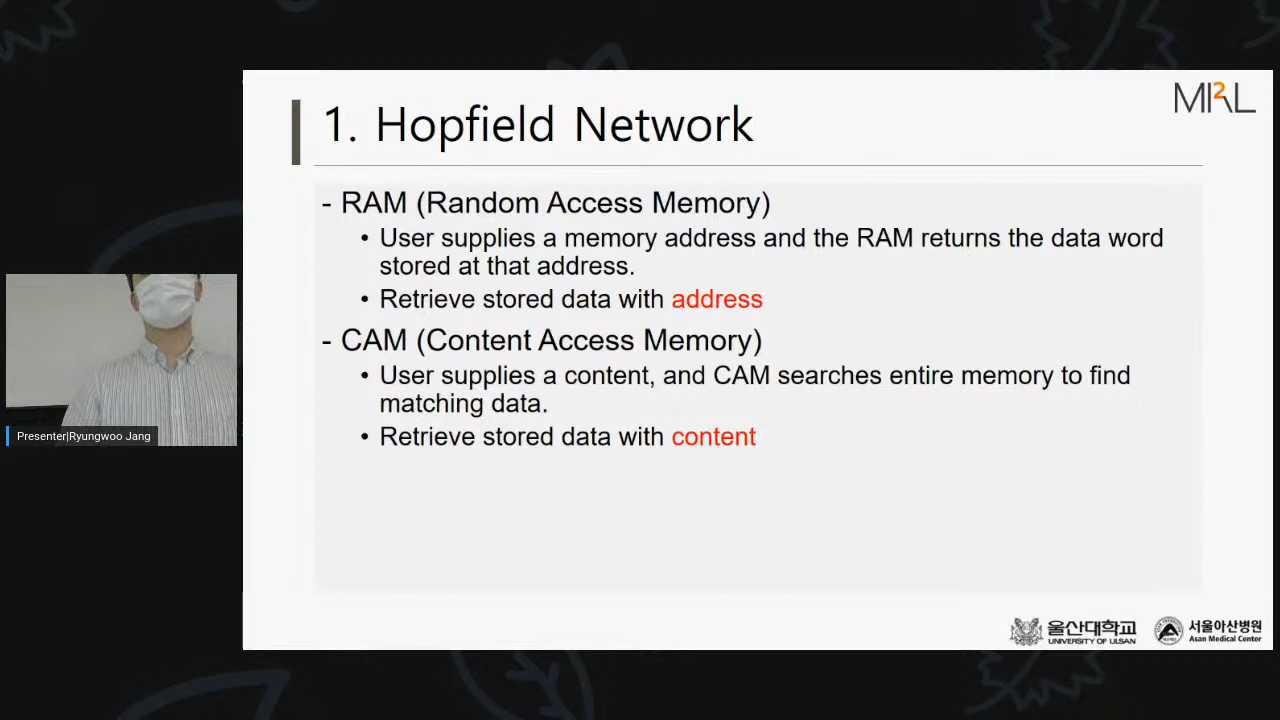 MI2RL
1. Hopfield Network
- RAM (Random Access Memory)
• User supplies a memory address and the RAM returns the data word
stored at that address.
• Retrieve stored data with address
- CAM (Content Access Memory)
• User supplies a content, and CAM searches entire memory to find
matching data.
• Retrieve stored data with content
Presenter|Ryungwoo Jang
울산대학교
UNIVERSITY OF ULSAN
서울아산병원
Asan Medical Center